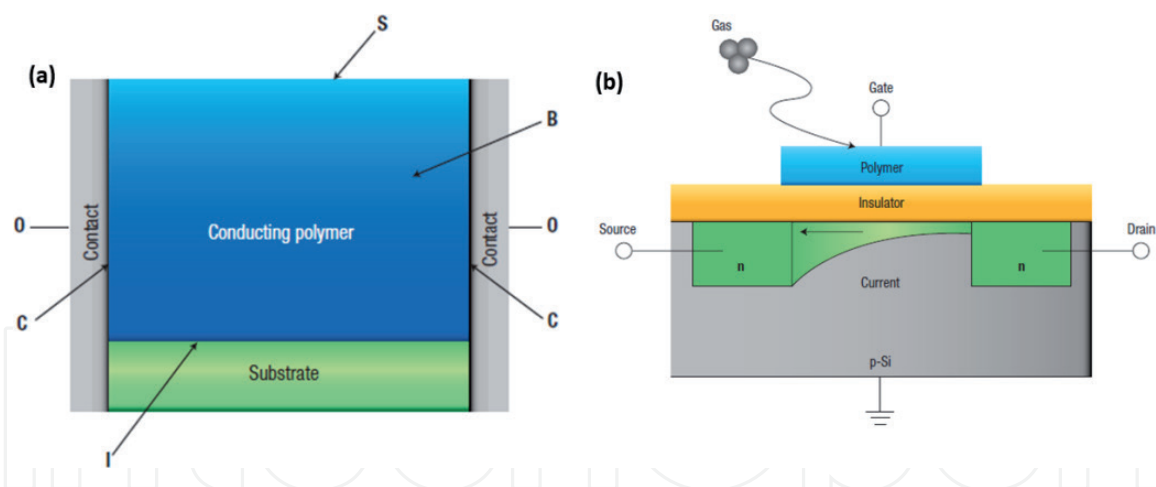 (a)
S
B
O
Contact
Conducting polymer
Contact
O
C
C
Substrate
I
(b)
Gas
Gate
Polymer
Insulator
Source
Drain
n
n
Current
p-Si